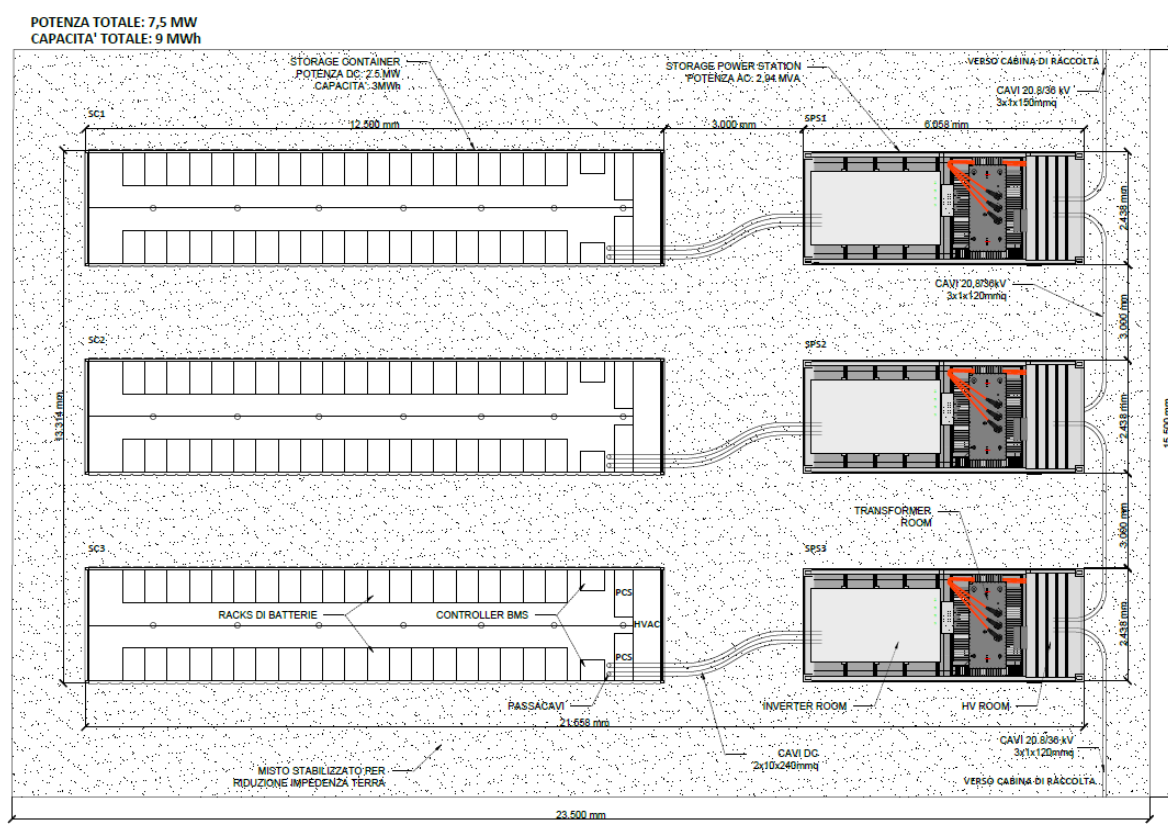 POTENZA TOTALE: 7,5 MW
CAPACITA' TOTALE: 9 MWh
STORAGE CONTAINER
POTENZA DC: 2.5 MW
CAPACITA': 3MWh
STORAGE POWER STATION
POTENZA AC: 2,94 MVA
VERSO CABINA DI RACCOLTA
CAVI 20.8/36 kV
3x1x150mmq
SC1
12.500 mm
3.000 mm
SPS1
6.058 mm
2.438 mm
CAVI 20,8/36kV
3x1x120mmq
3.000 mm
SC2
SPS2
13.314 mm
2.438 mm
15.500 mm
TRANSFORMER
ROOM
3.000 mm
SC3
SPS3
RACKS DI BATTERIE
CONTROLLER BMS
PCS
HVAC
PCS
2.438 mm
PASSACAVI
INVERTER ROOM
HV ROOM
21.558 mm
CAVI DC
2x10x240mmq
CAVI 20.8/36 kV
3x1x120mmq
MISTO STABILIZZATO PER
RIDUZIONE IMPEDENZA TERRA
VERSO CABINA DI RACCOLTA
23.500 mm